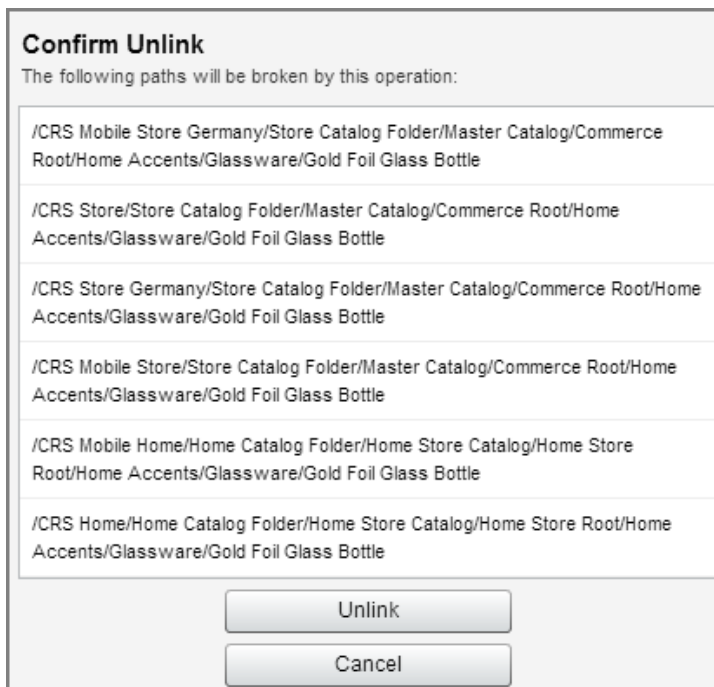 Confirm Unlink
The following paths will be broken by this operation:
/CRS Mobile Store Germany/Store Catalog Folder/Master Catalog/Commerce
Root/Home Accents/Glassware/Gold Foil Glass Bottle
/CRS Store/Store Catalog Folder/Master Catalog/Commerce Root/Home
Accents/Glassware/Gold Foil Glass Bottle
/CRS Store Germany/Store Catalog Folder/Master Catalog/Commerce Root/Home
Accents/Glassware/Gold Foil Glass Bottle
/CRS Mobile Store/Store Catalog Folder/Master Catalog/Commerce Root/Home
Accents/Glassware/Gold Foil Glass Bottle
/CRS Mobile Home/Home Catalog Folder/Home Store Catalog/Home Store
Root/Home Accents/Glassware/Gold Foil Glass Bottle
/CRS Home/Home Catalog Folder/Home Store Catalog/Home Store Root/Home
Accents/Glassware/Gold Foil Glass Bottle
Unlink
Cancel